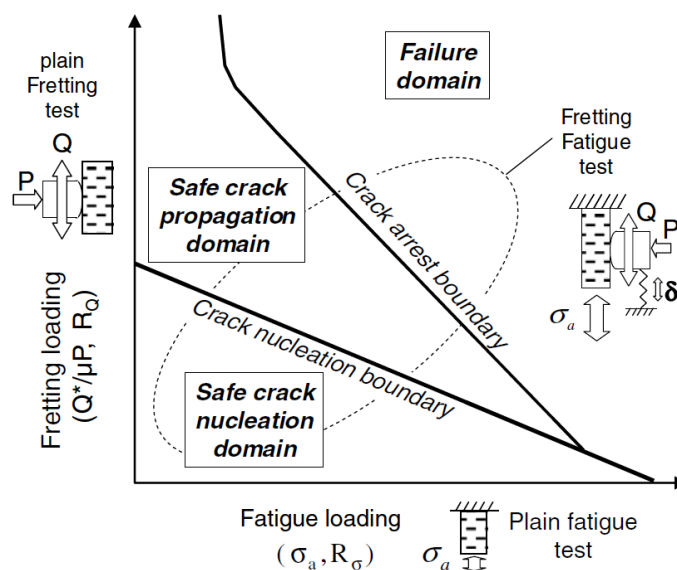 plain
Fretting
test
Q
P
Failure
domain
Fretting
Fatigue
test
Q
P
δ
σa
Safe crack
propagation
domain
Crack arrest boundary
Crack nucleation boundary
Safe crack
nucleation
domain
Fretting loading
(Q*/μP, RQ)
Fatigue loading
(σa, Rσ)
σa
Plain fatigue
test